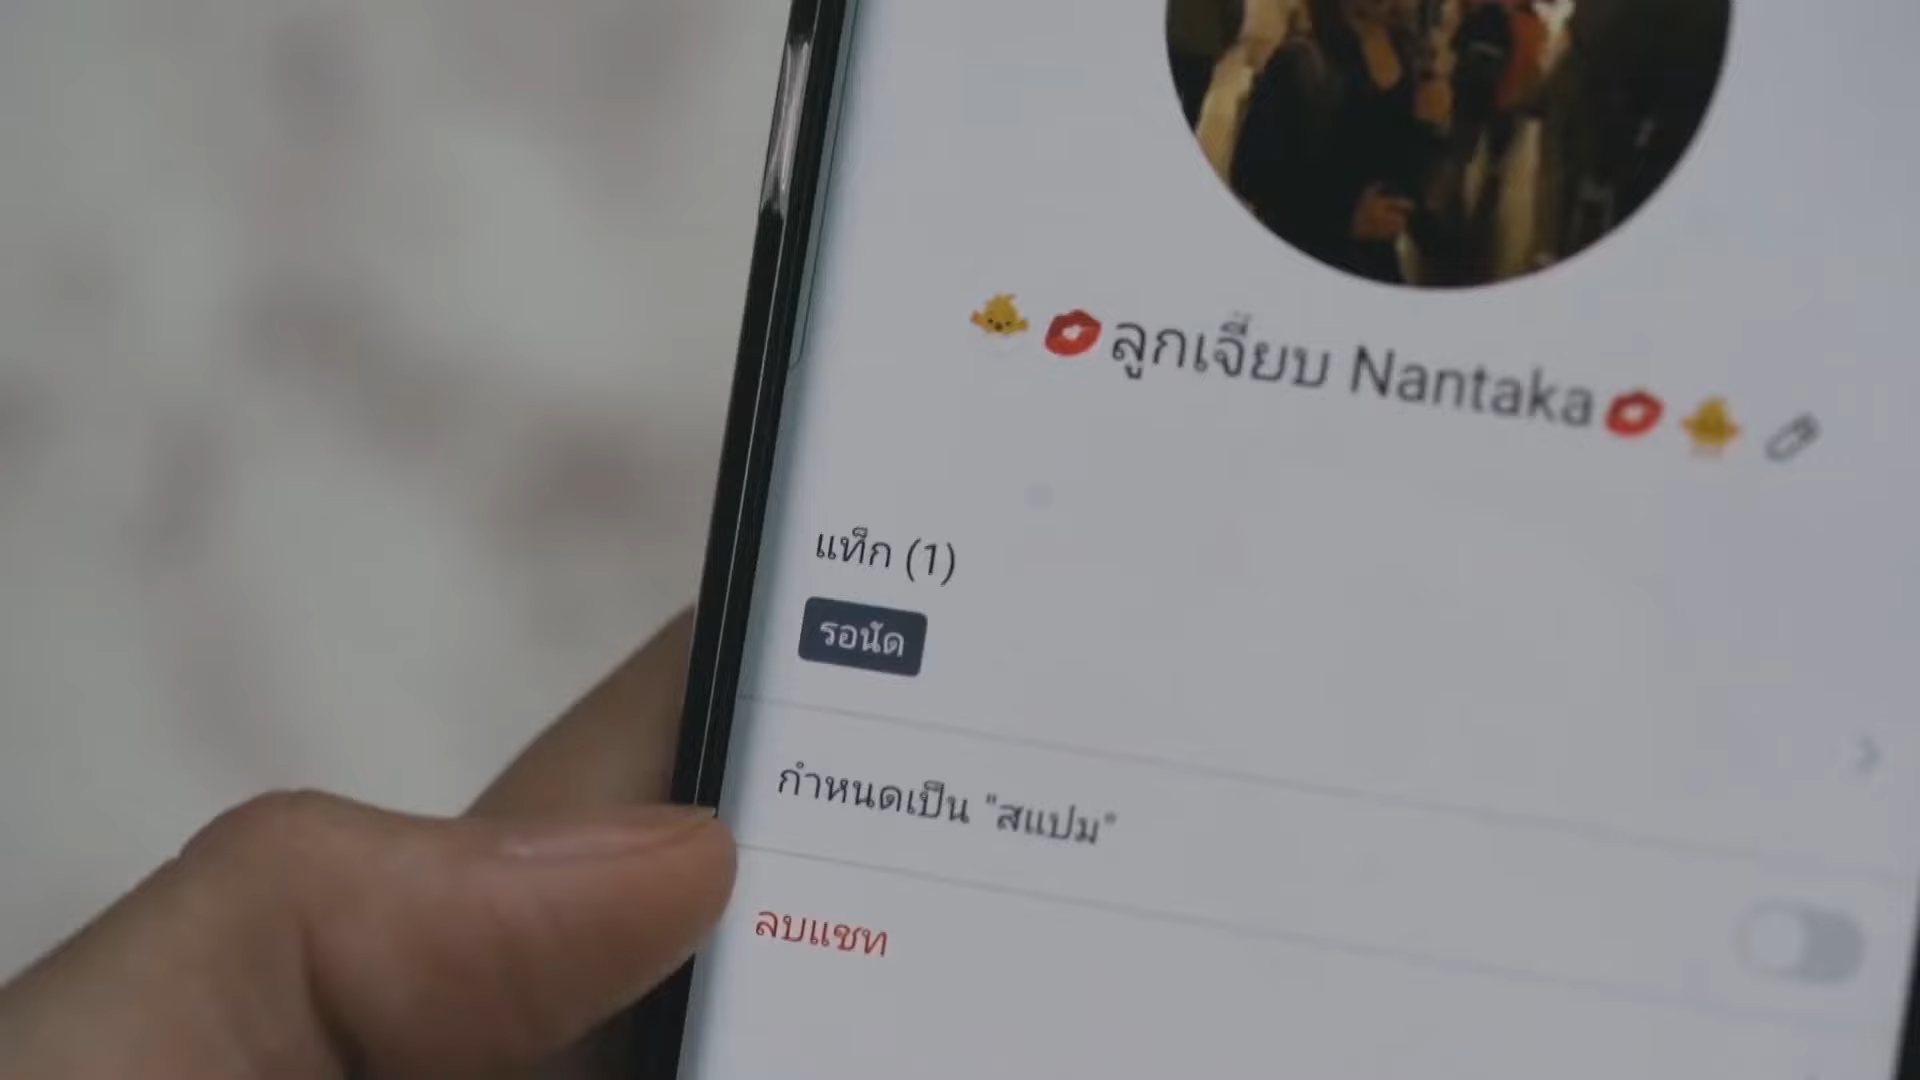 🐣💋ลูกเจี๊ยบ Nantaka💋🐥
แท็ก (1)
รอนัด
กำหนดเป็น "สแปม"
ลบแชท